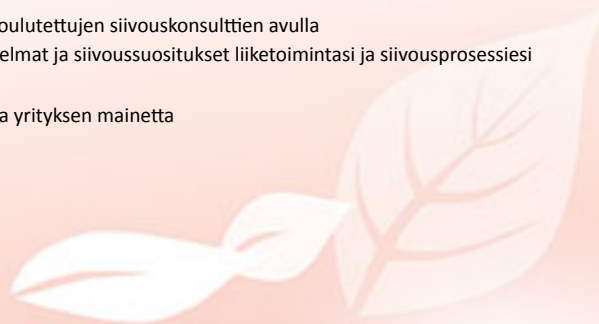 oulutettujen siivouskonsulttien avulla
elmat ja siivoussuositukset liiketoimintasi ja siivousprosessiesi
a yrityksen mainetta